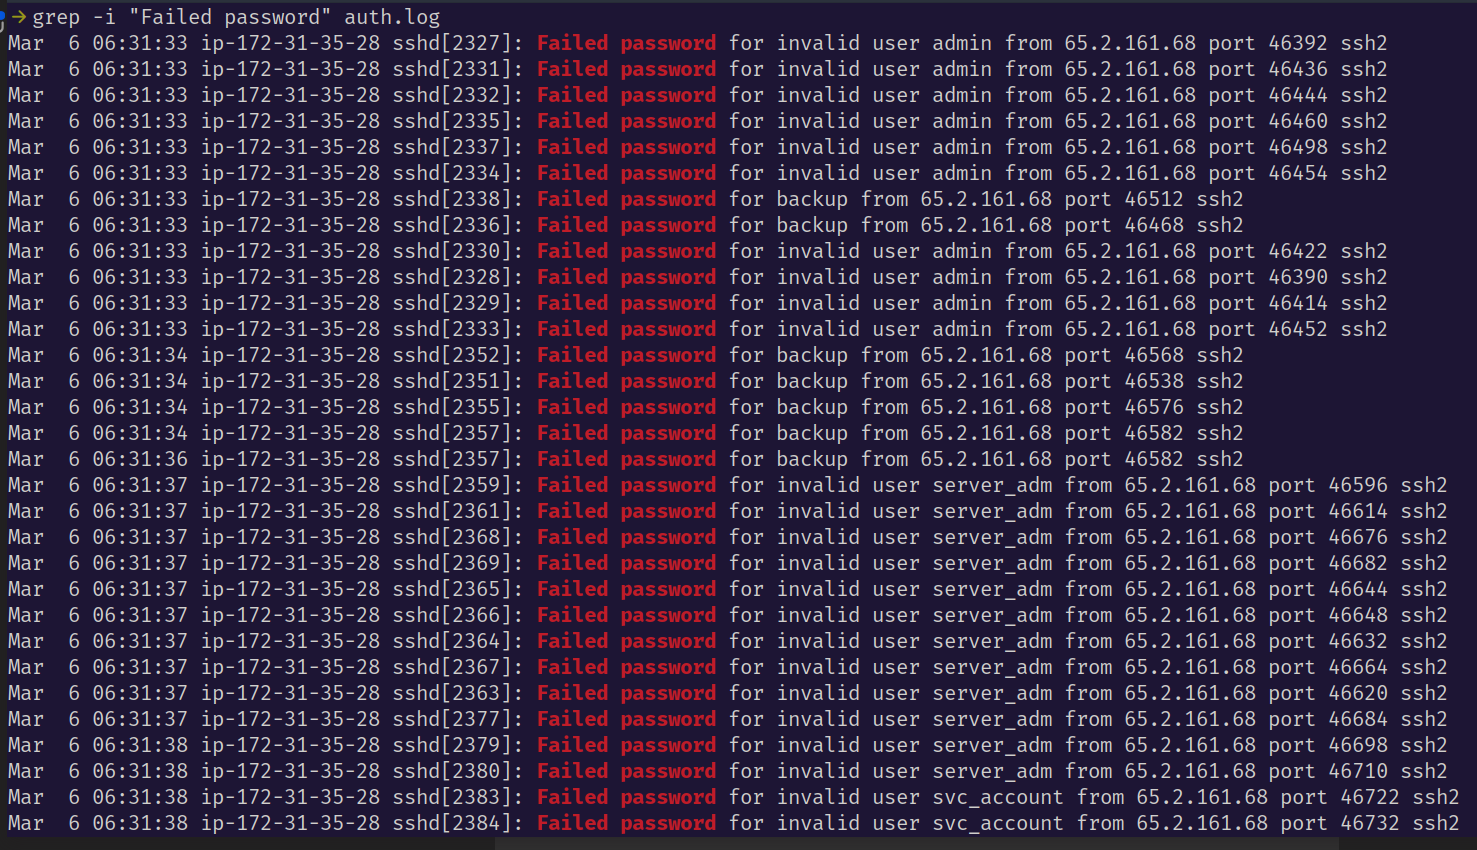 → grep -i "Failed password" auth.log
Mar  6 06:31:33 ip-172-31-35-28 sshd[2327]: Failed password for invalid user admin from 65.2.161.68 port 46392 ssh2
Mar  6 06:31:33 ip-172-31-35-28 sshd[2331]: Failed password for invalid user admin from 65.2.161.68 port 46436 ssh2
Mar  6 06:31:33 ip-172-31-35-28 sshd[2332]: Failed password for invalid user admin from 65.2.161.68 port 46444 ssh2
Mar  6 06:31:33 ip-172-31-35-28 sshd[2335]: Failed password for invalid user admin from 65.2.161.68 port 46460 ssh2
Mar  6 06:31:33 ip-172-31-35-28 sshd[2337]: Failed password for invalid user admin from 65.2.161.68 port 46498 ssh2
Mar  6 06:31:33 ip-172-31-35-28 sshd[2334]: Failed password for invalid user admin from 65.2.161.68 port 46454 ssh2
Mar  6 06:31:33 ip-172-31-35-28 sshd[2338]: Failed password for backup from 65.2.161.68 port 46512 ssh2
Mar  6 06:31:33 ip-172-31-35-28 sshd[2336]: Failed password for backup from 65.2.161.68 port 46468 ssh2
Mar  6 06:31:33 ip-172-31-35-28 sshd[2330]: Failed password for invalid user admin from 65.2.161.68 port 46422 ssh2
Mar  6 06:31:33 ip-172-31-35-28 sshd[2328]: Failed password for invalid user admin from 65.2.161.68 port 46390 ssh2
Mar  6 06:31:33 ip-172-31-35-28 sshd[2329]: Failed password for invalid user admin from 65.2.161.68 port 46414 ssh2
Mar  6 06:31:33 ip-172-31-35-28 sshd[2333]: Failed password for invalid user admin from 65.2.161.68 port 46452 ssh2
Mar  6 06:31:34 ip-172-31-35-28 sshd[2352]: Failed password for backup from 65.2.161.68 port 46568 ssh2
Mar  6 06:31:34 ip-172-31-35-28 sshd[2351]: Failed password for backup from 65.2.161.68 port 46538 ssh2
Mar  6 06:31:34 ip-172-31-35-28 sshd[2355]: Failed password for backup from 65.2.161.68 port 46576 ssh2
Mar  6 06:31:34 ip-172-31-35-28 sshd[2357]: Failed password for backup from 65.2.161.68 port 46582 ssh2
Mar  6 06:31:36 ip-172-31-35-28 sshd[2357]: Failed password for backup from 65.2.161.68 port 46582 ssh2
Mar  6 06:31:37 ip-172-31-35-28 sshd[2359]: Failed password for invalid user server_adm from 65.2.161.68 port 46596 ssh2
Mar  6 06:31:37 ip-172-31-35-28 sshd[2361]: Failed password for invalid user server_adm from 65.2.161.68 port 46614 ssh2
Mar  6 06:31:37 ip-172-31-35-28 sshd[2368]: Failed password for invalid user server_adm from 65.2.161.68 port 46676 ssh2
Mar  6 06:31:37 ip-172-31-35-28 sshd[2369]: Failed password for invalid user server_adm from 65.2.161.68 port 46682 ssh2
Mar  6 06:31:37 ip-172-31-35-28 sshd[2365]: Failed password for invalid user server_adm from 65.2.161.68 port 46644 ssh2
Mar  6 06:31:37 ip-172-31-35-28 sshd[2366]: Failed password for invalid user server_adm from 65.2.161.68 port 46648 ssh2
Mar  6 06:31:37 ip-172-31-35-28 sshd[2364]: Failed password for invalid user server_adm from 65.2.161.68 port 46632 ssh2
Mar  6 06:31:37 ip-172-31-35-28 sshd[2367]: Failed password for invalid user server_adm from 65.2.161.68 port 46664 ssh2
Mar  6 06:31:37 ip-172-31-35-28 sshd[2363]: Failed password for invalid user server_adm from 65.2.161.68 port 46620 ssh2
Mar  6 06:31:37 ip-172-31-35-28 sshd[2377]: Failed password for invalid user server_adm from 65.2.161.68 port 46684 ssh2
Mar  6 06:31:38 ip-172-31-35-28 sshd[2379]: Failed password for invalid user server_adm from 65.2.161.68 port 46698 ssh2
Mar  6 06:31:38 ip-172-31-35-28 sshd[2380]: Failed password for invalid user server_adm from 65.2.161.68 port 46710 ssh2
Mar  6 06:31:38 ip-172-31-35-28 sshd[2383]: Failed password for invalid user svc_account from 65.2.161.68 port 46722 ssh2
Mar  6 06:31:38 ip-172-31-35-28 sshd[2384]: Failed password for invalid user svc_account from 65.2.161.68 port 46732 ssh2